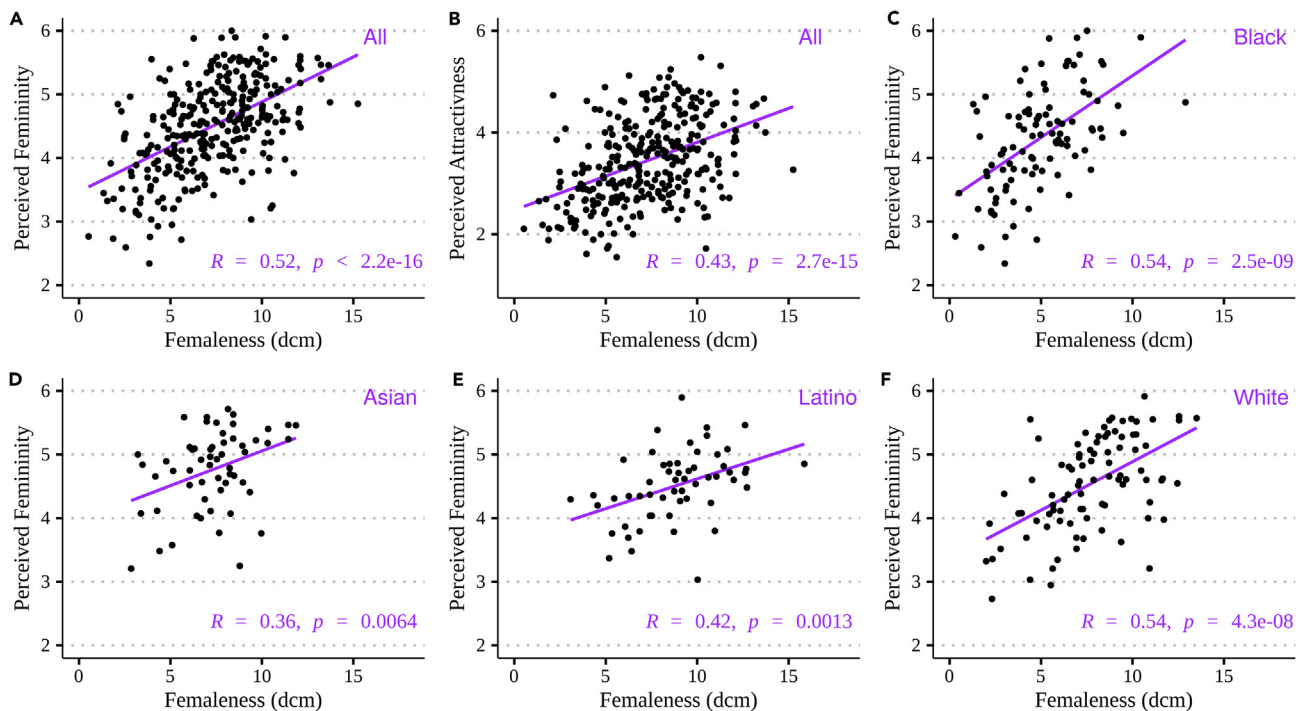 A
All
Perceived Femininity
6
5
4
3
2
R = 0.52, p < 2.2e-16
0 5 10 15
Femaleness (dcm)
B
All
Perceived Attractivness
6
4
2
R = 0.43, p = 2.7e-15
0 5 10 15
Femaleness (dcm)
C
Black
Perceived Feminity
6
5
4
3
2
R = 0.54, p = 2.5e-09
0 5 10 15
Femaleness (dcm)
D
Asian
Perceived Feminity
6
5
4
3
2
R = 0.36, p = 0.0064
0 5 10 15
Femaleness (dcm)
E
Latino
Perceived Feminity
6
5
4
3
2
R = 0.42, p = 0.0013
0 5 10 15
Femaleness (dcm)
F
White
Perceived Feminity
6
5
4
3
2
R = 0.54, p = 4.3e-08
0 5 10 15
Femaleness (dcm)